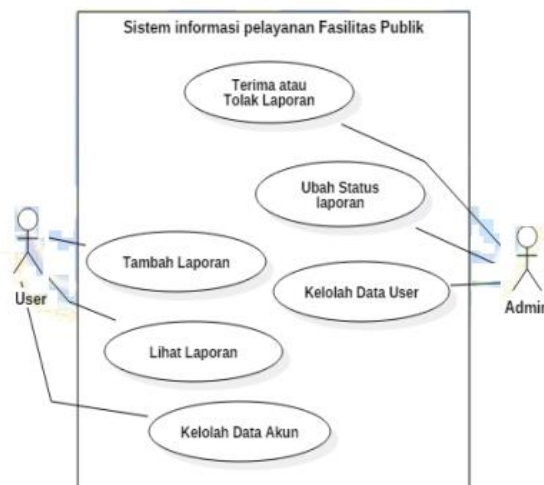 Sistem informasi pelayanan Fasilitas Publik
Terima atau
Tolak Laporan
Ubah Status
laporan
Tambah Laporan
Kelolah Data User
User
Admin
Lihat Laporan
Kelolah Data Akun